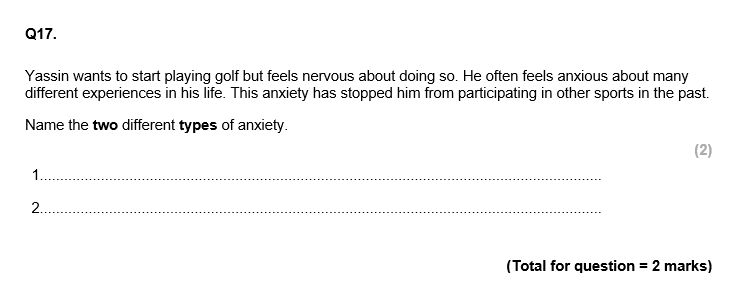 Q17.
Yassin wants to start playing golf but feels nervous about doing so. He often feels anxious about many
different experiences in his life. This anxiety has stopped him from participating in other sports in the past.
Name the two different types of anxiety.
(2)
1......................................................................................................................................................
2......................................................................................................................................................
(Total for question = 2 marks)